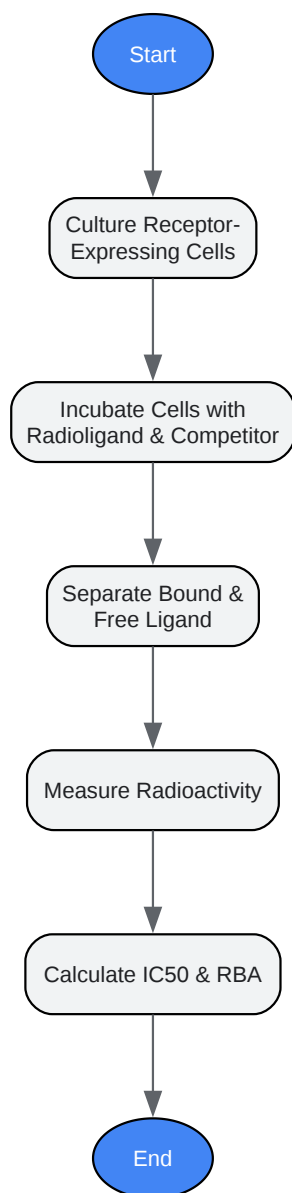 Start
Culture Receptor-
Expressing Cells
Incubate Cells with
Radioligand & Competitor
Separate Bound &
Free Ligand
Measure Radioactivity
Calculate IC50 & RBA
End